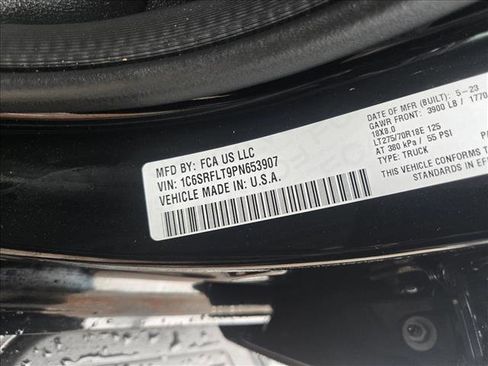 MFD BY: FCA US LLC
VIN: 1C6SRFLT9PN653907
VEHICLE MADE IN U.S.A.
DATE OF MFR (BUILT): 5-23
GAWR FRONT: 3900 LB / 1770
18X8.0
LT275/70R18E 125
AT 380 kPa / 55 PSI
TYPE: TRUCK
THIS VEHICLE CONFORMS T
STANDARDS IN EF